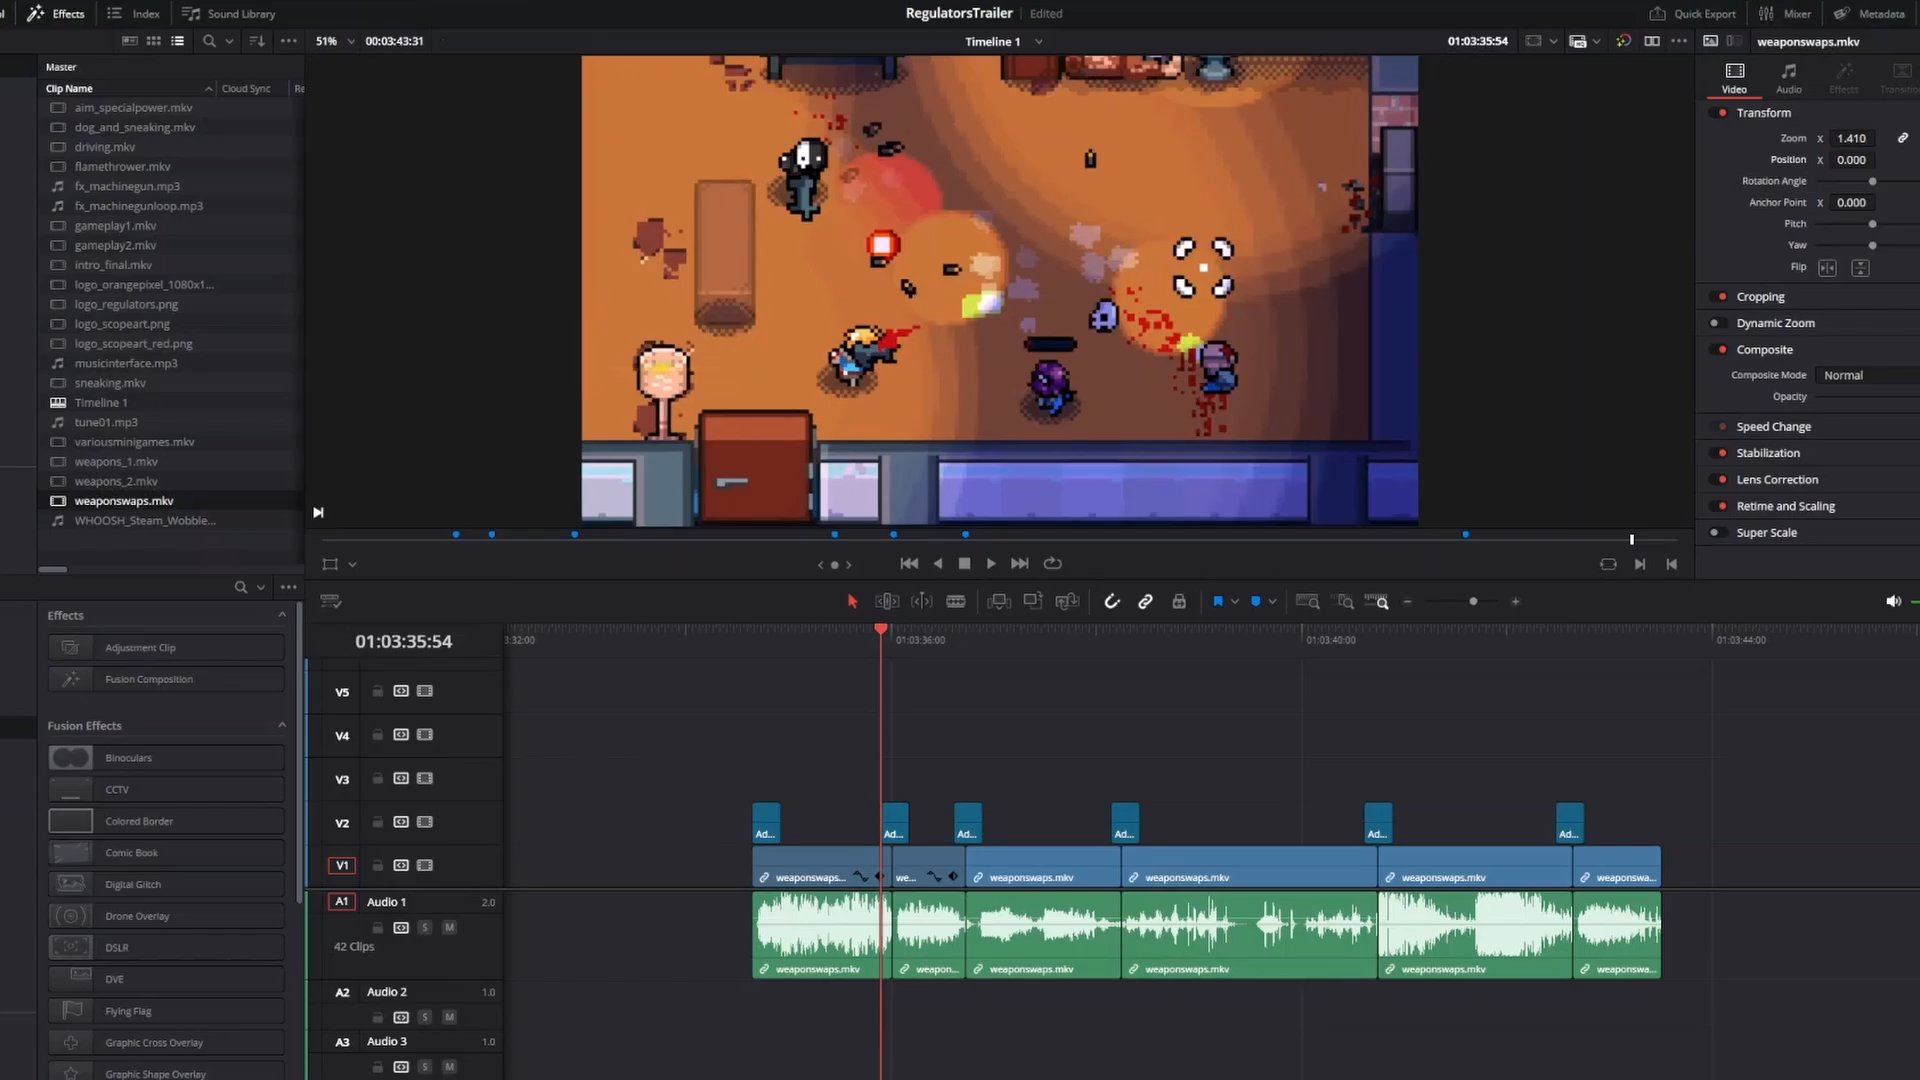 Effects
Index
Sound Library
RegulatorsTrailer
Edited
Quick Export
Mixer
Metadata
51%
00:03:43:31
Timeline 1
01:03:35:54
weaponswaps.mkv
Master
Clip Name
Cloud Sync
Re
aim_specialpower.mkv
dog_and_sneaking.mkv
driving.mkv
flamethrower.mkv
fx_machinegun.mp3
fx_machinegunloop.mp3
gameplay1.mkv
gameplay2.mkv
intro_final.mkv
logo_orangepixel_1080x1...
logo_regulators.png
logo_scopeart.png
logo_scopeart_red.png
musicinterface.mp3
sneaking.mkv
Timeline 1
tune01.mp3
variousminigames.mkv
weapons_1.mkv
weapons_2.mkv
weaponswaps.mkv
WHOOSH_Steam_Wobble...
Video
Audio
Effects
Transitio
Transform
Zoom X 1.410
Position X 0.000
Rotation Angle
Anchor Point X 0.000
Pitch
Yaw
Flip
Cropping
Dynamic Zoom
Composite
Composite Mode Normal
Opacity
Speed Change
Stabilization
Lens Correction
Retime and Scaling
Super Scale
Effects
Adjustment Clip
Fusion Composition
Fusion Effects
Binoculars
CCTV
Colored Border
Comic Book
Digital Glitch
Drone Overlay
DSLR
DVE
Flying Flag
Graphic Cross Overlay
Graphic Shape Overlay
01:03:35:54
3:32:00
01:03:36:00
01:03:40:00
01:03:44:00
V5
V4
V3
V2
Ad...
Ad...
Ad...
Ad...
Ad...
Ad...
V1
weaponswaps...
we...
weaponswaps.mkv
weaponswaps.mkv
weaponswaps.mkv
weaponswa...
A1 Audio 1 2.0
S M
42 Clips
weaponswaps.mkv
weapon...
weaponswaps.mkv
weaponswaps.mkv
weaponswaps.mkv
weaponswa...
A2 Audio 2 1.0
S M
A3 Audio 3 1.0
S M